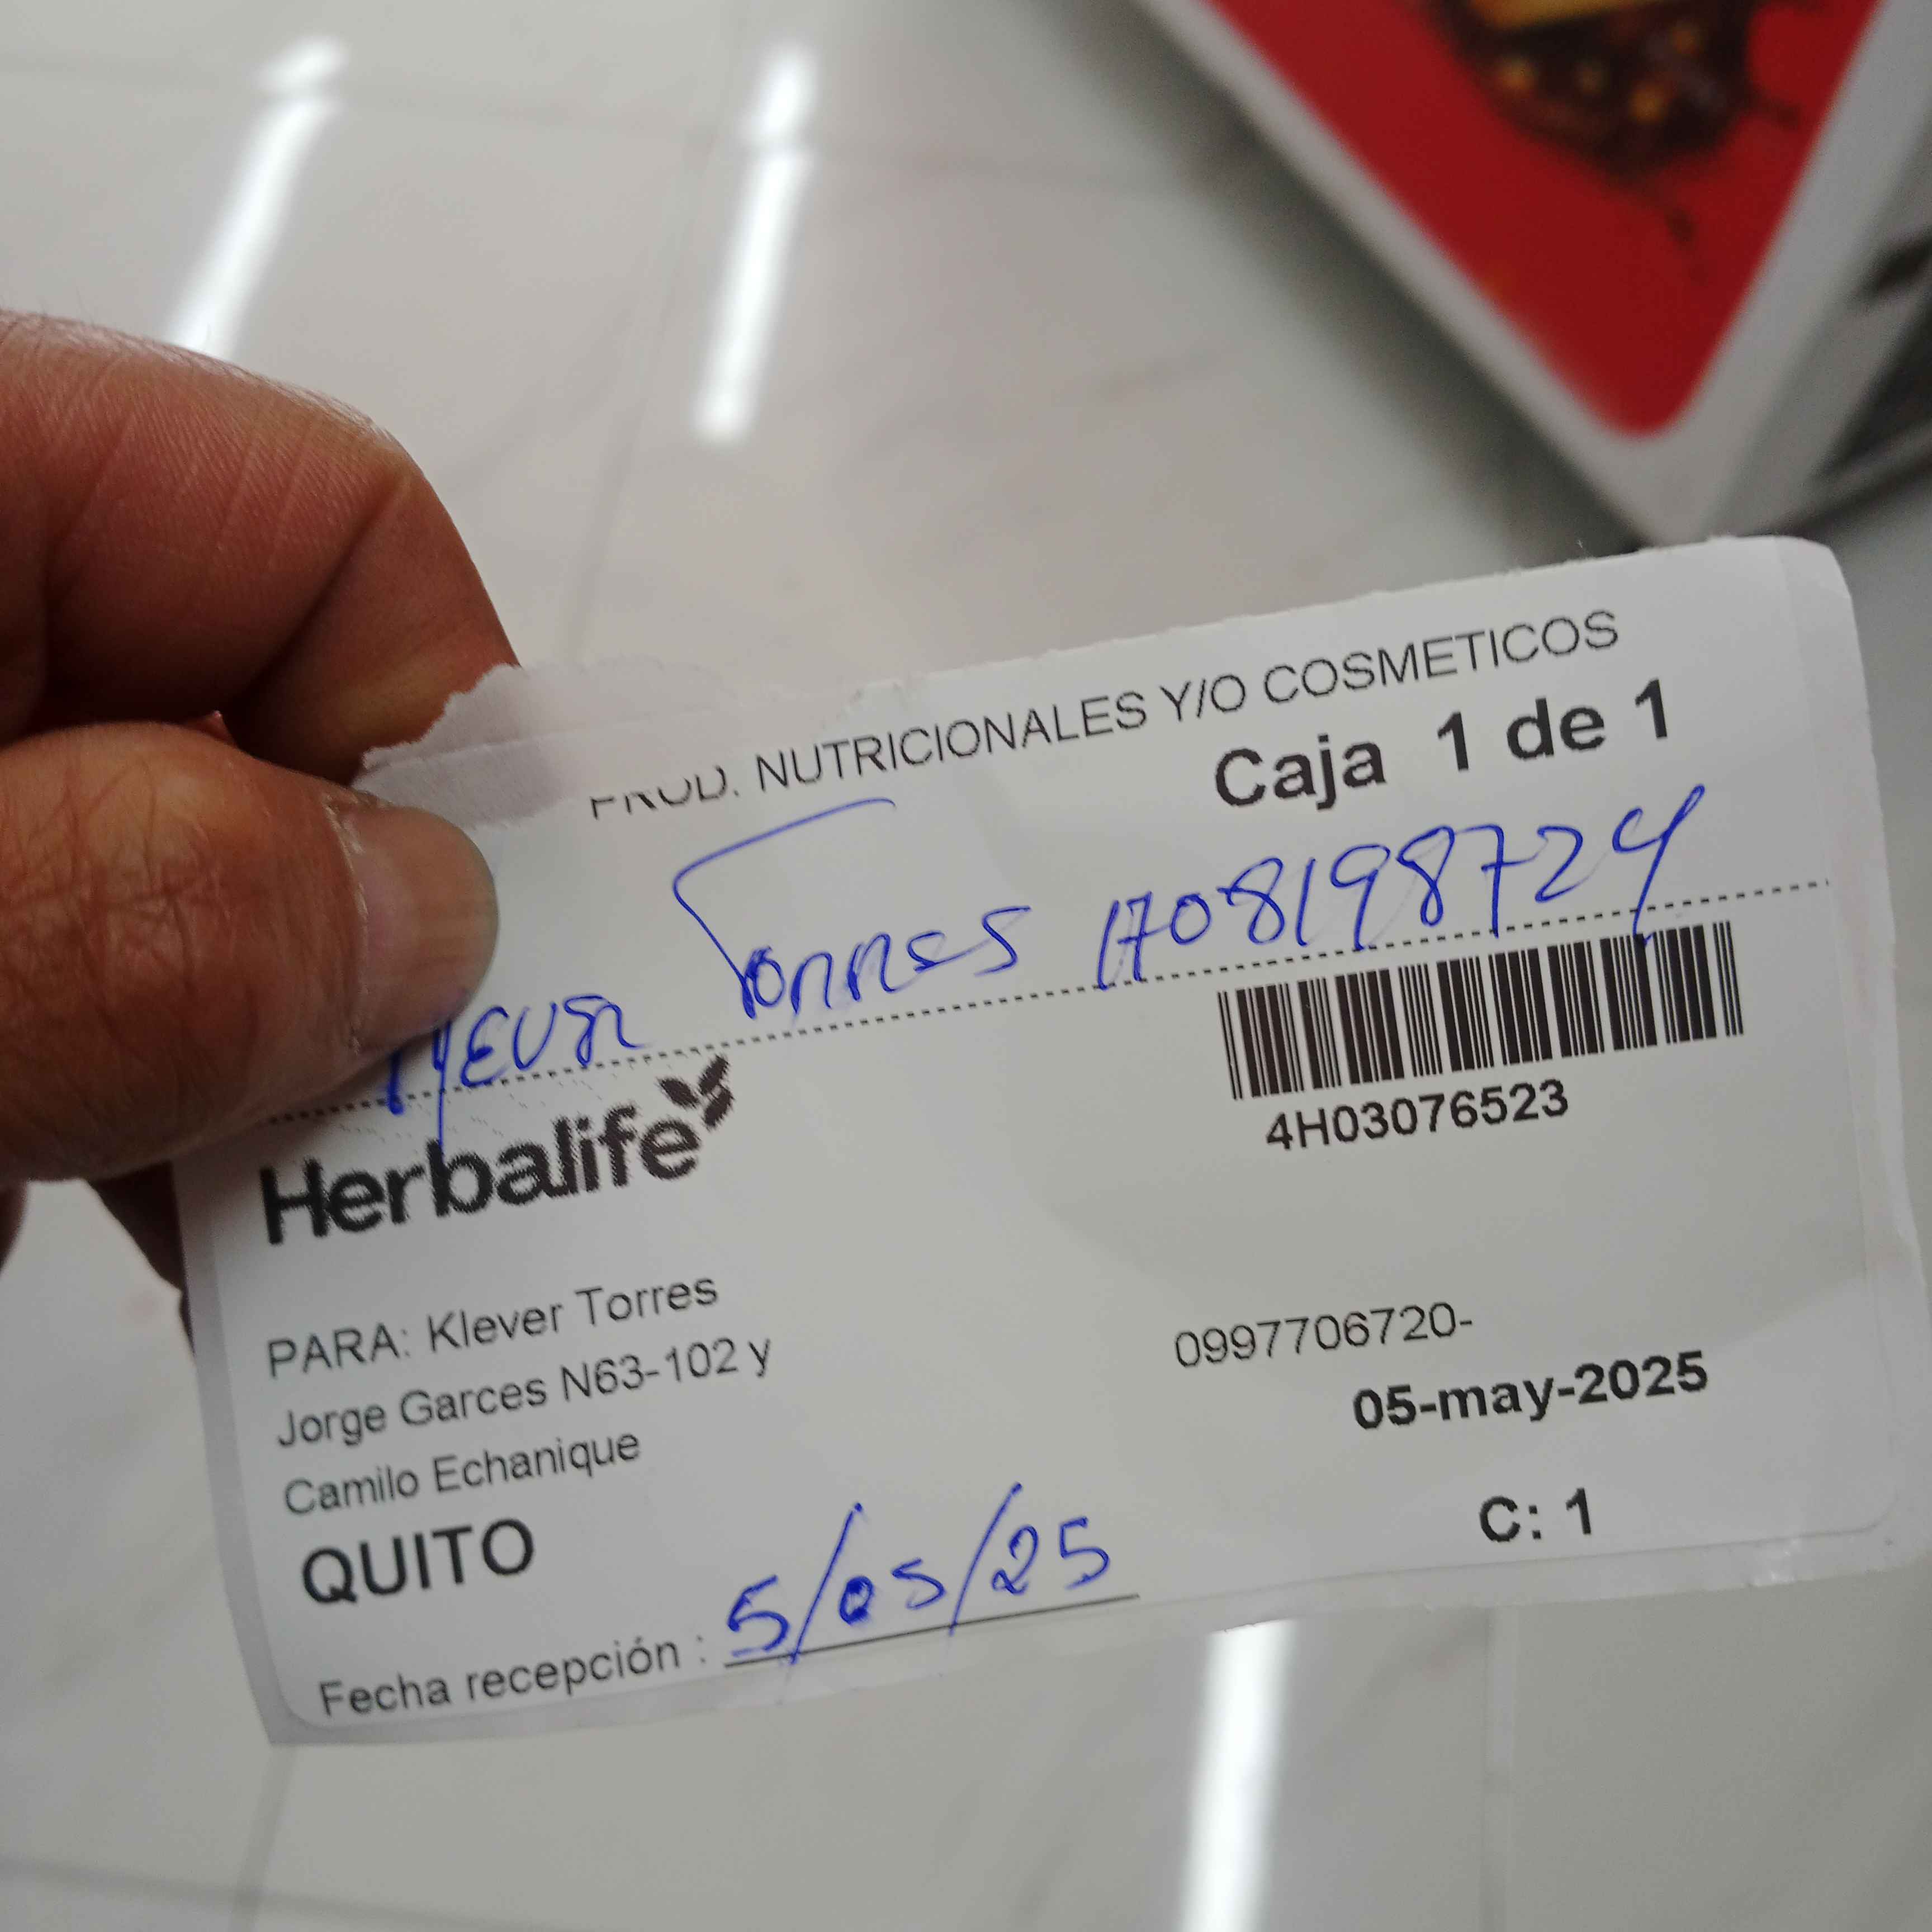 PROD. NUTRICIONALES Y/O COSMETICOS
Caja 1 de 1
Torres 1708198724
Herbalife
4H03076523
PARA: Klever Torres
0997706720-
Jorge Garces N63-102 y
05-may-2025
Camilo Echanique
QUITO
C: 1
Fecha recepción : 5/05/25